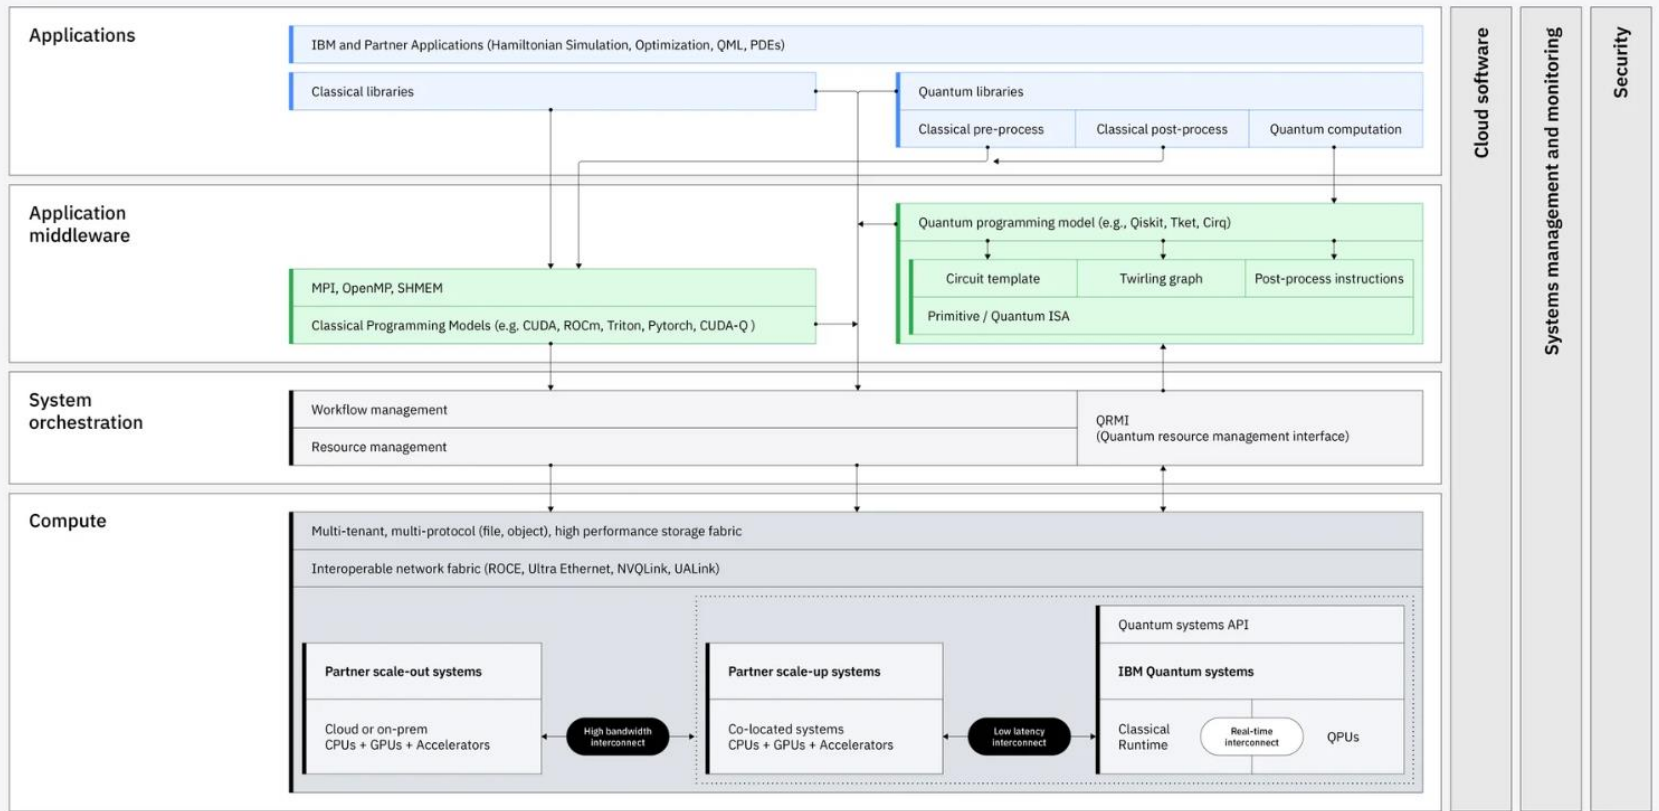 Applications
IBM and Partner Applications (Hamiltonian Simulation, Optimization, QML, PDEs)
Classical libraries
Quantum libraries
Classical pre-process
Classical post-process
Quantum computation
Application
middleware
Quantum programming model (e.g., Qiskit, Tket, Cirq)
Circuit template
Twirling graph
Post-process instructions
Primitive / Quantum ISA
MPI, OpenMP, SHMEM
Classical Programming Models (e.g. CUDA, ROCm, Triton, Pytorch, CUDA-Q )
System
orchestration
Workflow management
Resource management
QRMI
(Quantum resource management interface)
Compute
Multi-tenant, multi-protocol (file, object), high performance storage fabric
Interoperable network fabric (ROCE, Ultra Ethernet, NVQLink, UALink)
Partner scale-out systems
Cloud or on-prem
CPUs + GPUs + Accelerators
High bandwidth
interconnect
Partner scale-up systems
Co-located systems
CPUs + GPUs + Accelerators
Low latency
interconnect
Quantum systems API
IBM Quantum systems
Classical
Runtime
Real-time
interconnect
QPUs
Cloud software
Systems management and monitoring
Security